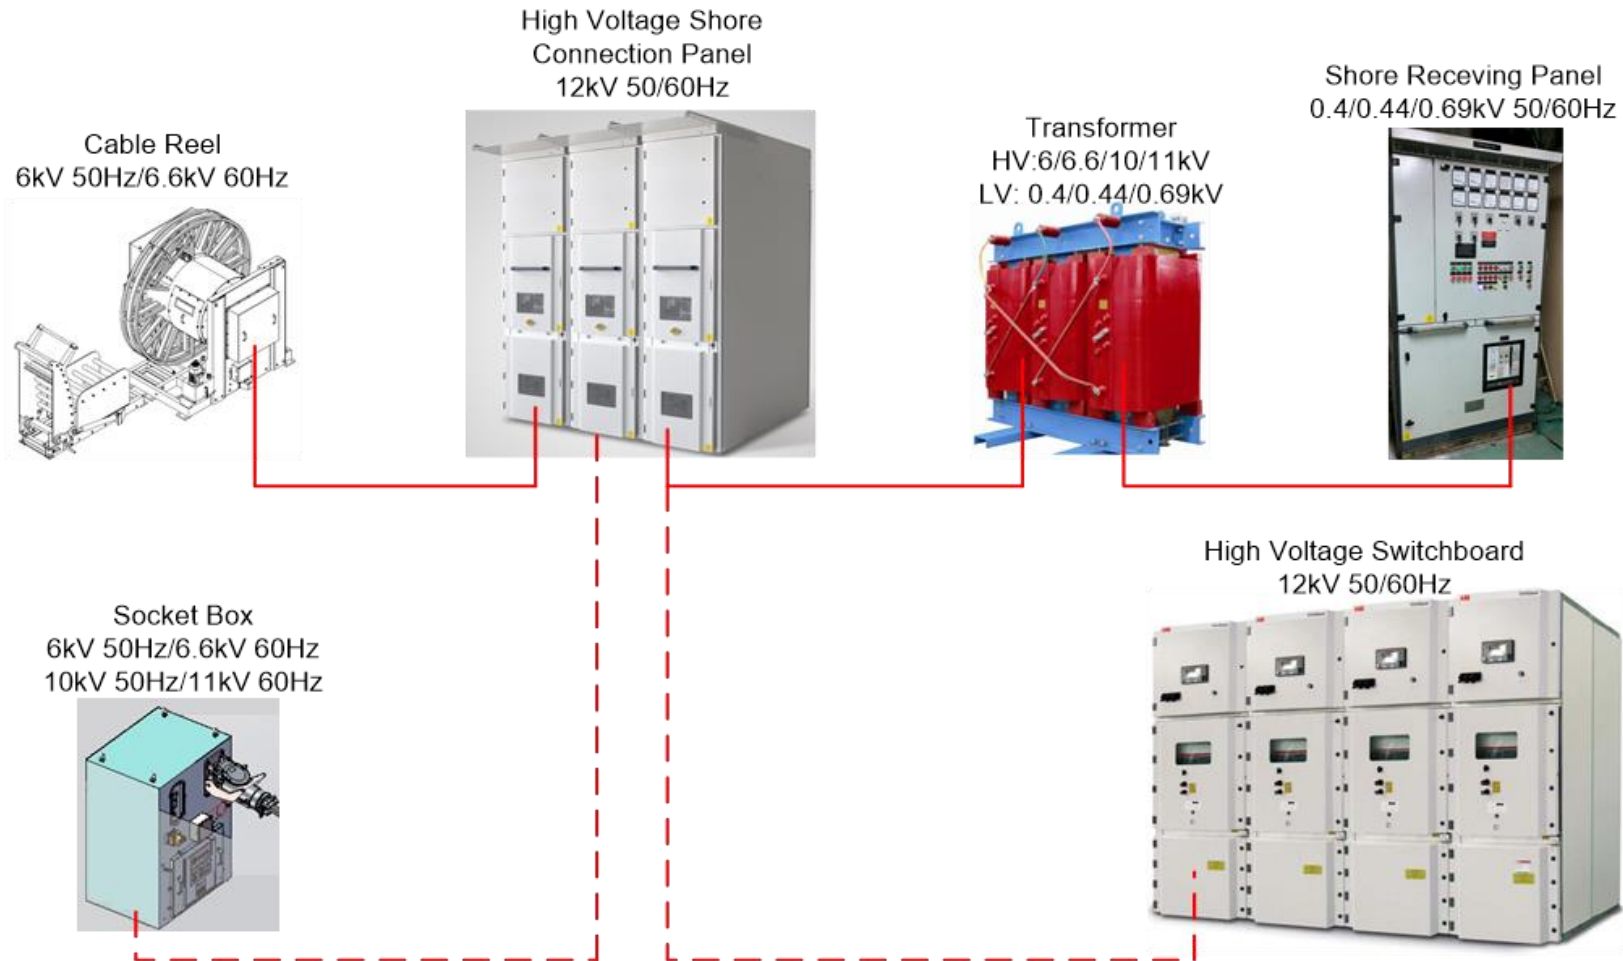 High Voltage Shore
Connection Panel
12kV 50/60Hz
Shore Receving Panel
0.4/0.44/0.69kV 50/60Hz
Transformer
HV:6/6.6/10/11kV
LV: 0.4/0.44/0.69kV
Cable Reel
6kV 50Hz/6.6kV 60Hz
High Voltage Switchboard
12kV 50/60Hz
Socket Box
6kV 50Hz/6.6kV 60Hz
10kV 50Hz/11kV 60Hz